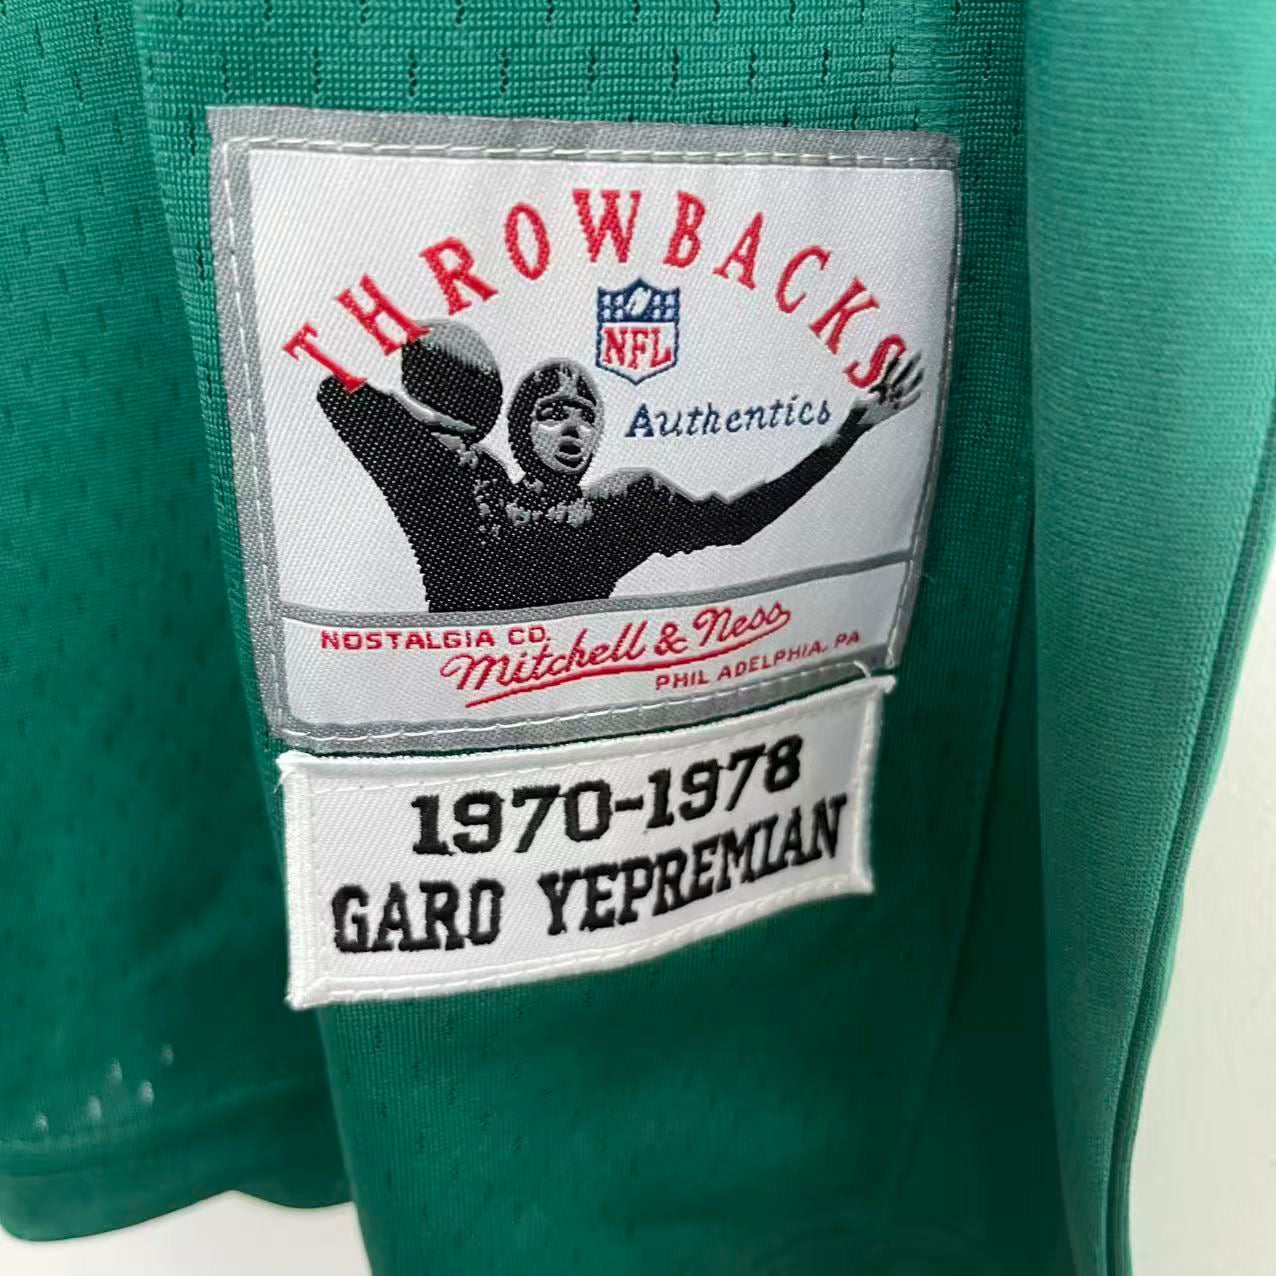 THROWBACKS
NFL
Authentics
NOSTALGIA CO.
Mitchell & Ness
PHILADELPHIA, PA
1970-1978
GARO YEPREMIAN